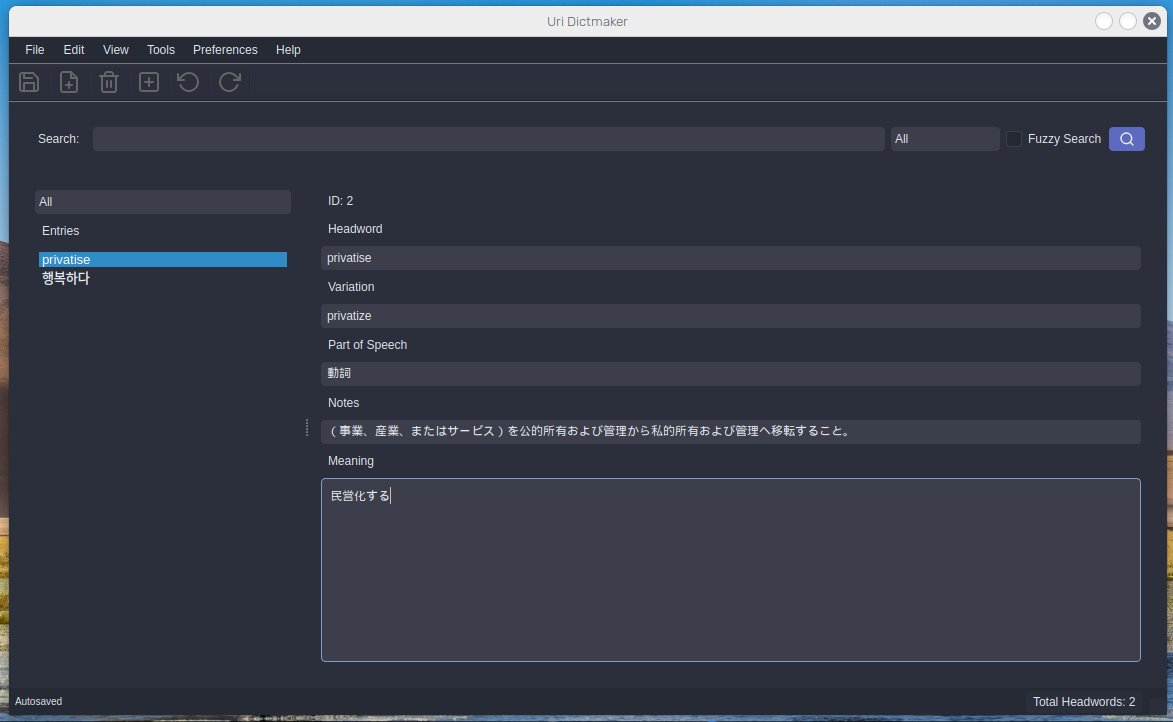 Uri Dictmaker
File Edit View Tools Preferences Help
Search: All Fuzzy Search
All
Entries
privatise
행복하다
ID: 2
Headword
privatise
Variation
privatize
Part of Speech
動詞
Notes
（事業、産業、またはサービス）を公的所有および管理から私的所有および管理へ移転すること。
Meaning
民営化する
Autosaved
Total Headwords: 2